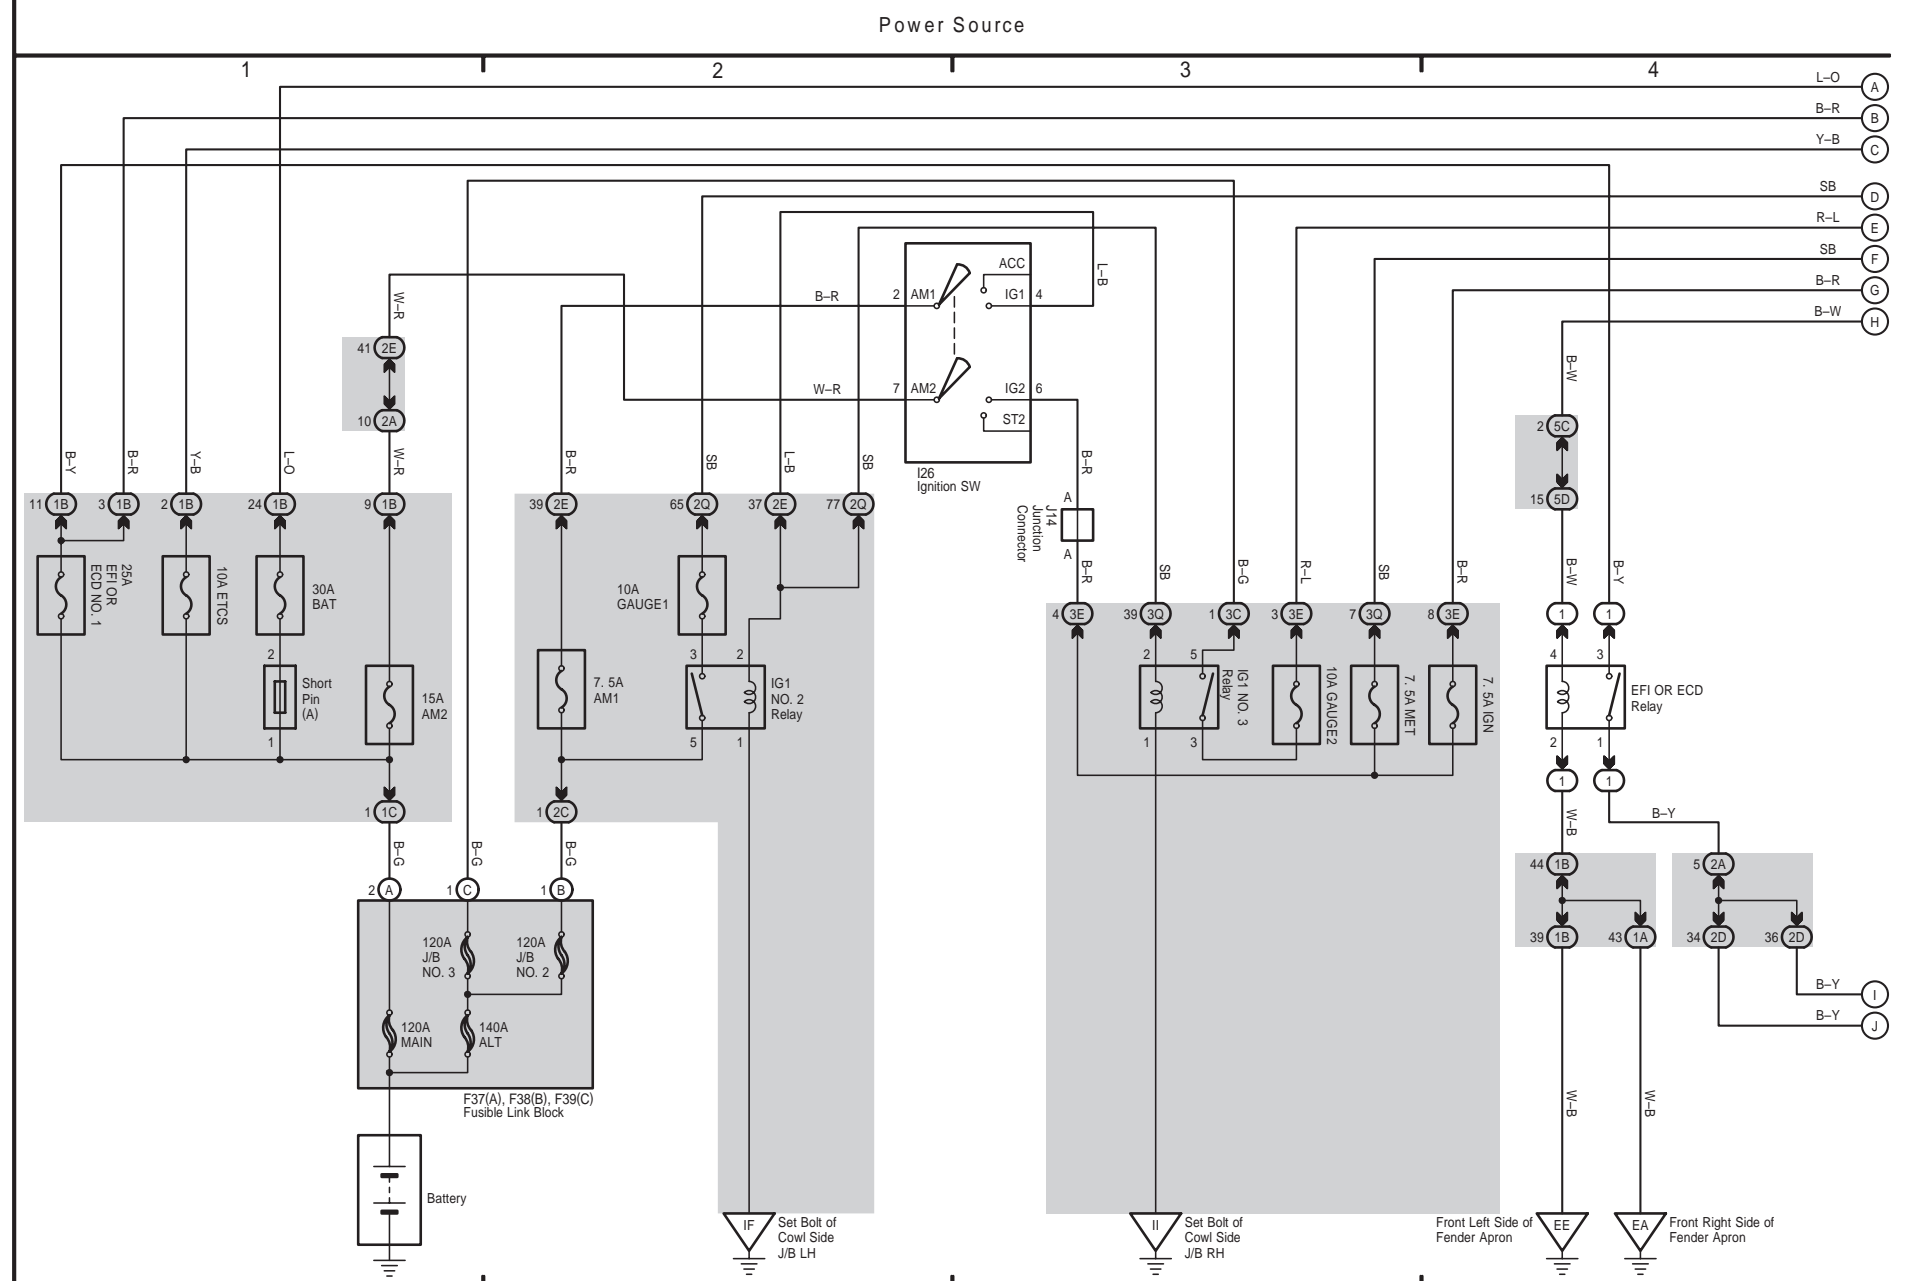 Power Source
1 2 3 4
L–O A
B–R B
Y–B C
SB D
R–L E
SB F
B–R G
B–W H
W–R
41 2E
10 2A
W–R
B–Y
B–R
Y–B
L–O
11 1B
3 1B
2 1B
24 1B
9 1B
25A
EFI OR
ECD NO. 1
10A ETCS
30A
BAT
2
Short
Pin
(A)
1
15A
AM2
1 1C
B–G
B–G
B–G
2 A
1 C
1 B
120A
J/B
NO. 3
120A
J/B
NO. 2
120A
MAIN
140A
ALT
F37(A), F38(B), F39(C)
Fusible Link Block
Battery
B–R
W–R
B–R
SB
L–B
SB
39 2E
65 2Q
37 2E
77 2Q
10A
GAUGE1
7. 5A
AM1
3 2
5 1
IG1
NO. 2
Relay
1 2C
IF
Set Bolt of
Cowl Side
J/B LH
ACC
2 AM1
IG1 4
7 AM2
IG2 6
ST2
I26
Ignition SW
L–B
B–R
A
J14
Junction
Connector
A
B–R
SB
B–G
R–L
SB
B–R
4 3E
39 3Q
1 3C
3 3E
7 3Q
8 3E
2 5
1 3
IG1 NO. 3
Relay
10A GAUGE2
7. 5A MET
7. 5A IGN
II
Set Bolt of
Cowl Side
J/B RH
B–W
2 5C
15 5D
B–W
B–Y
1 1
4 3
EFI OR ECD
Relay
2 1
1 1
W–B
B–Y
44 1B
5 2A
39 1B
43 1A
34 2D
36 2D
B–Y I
B–Y J
W–B
W–B
Front Left Side of
Fender Apron
EE
EA
Front Right Side of
Fender Apron